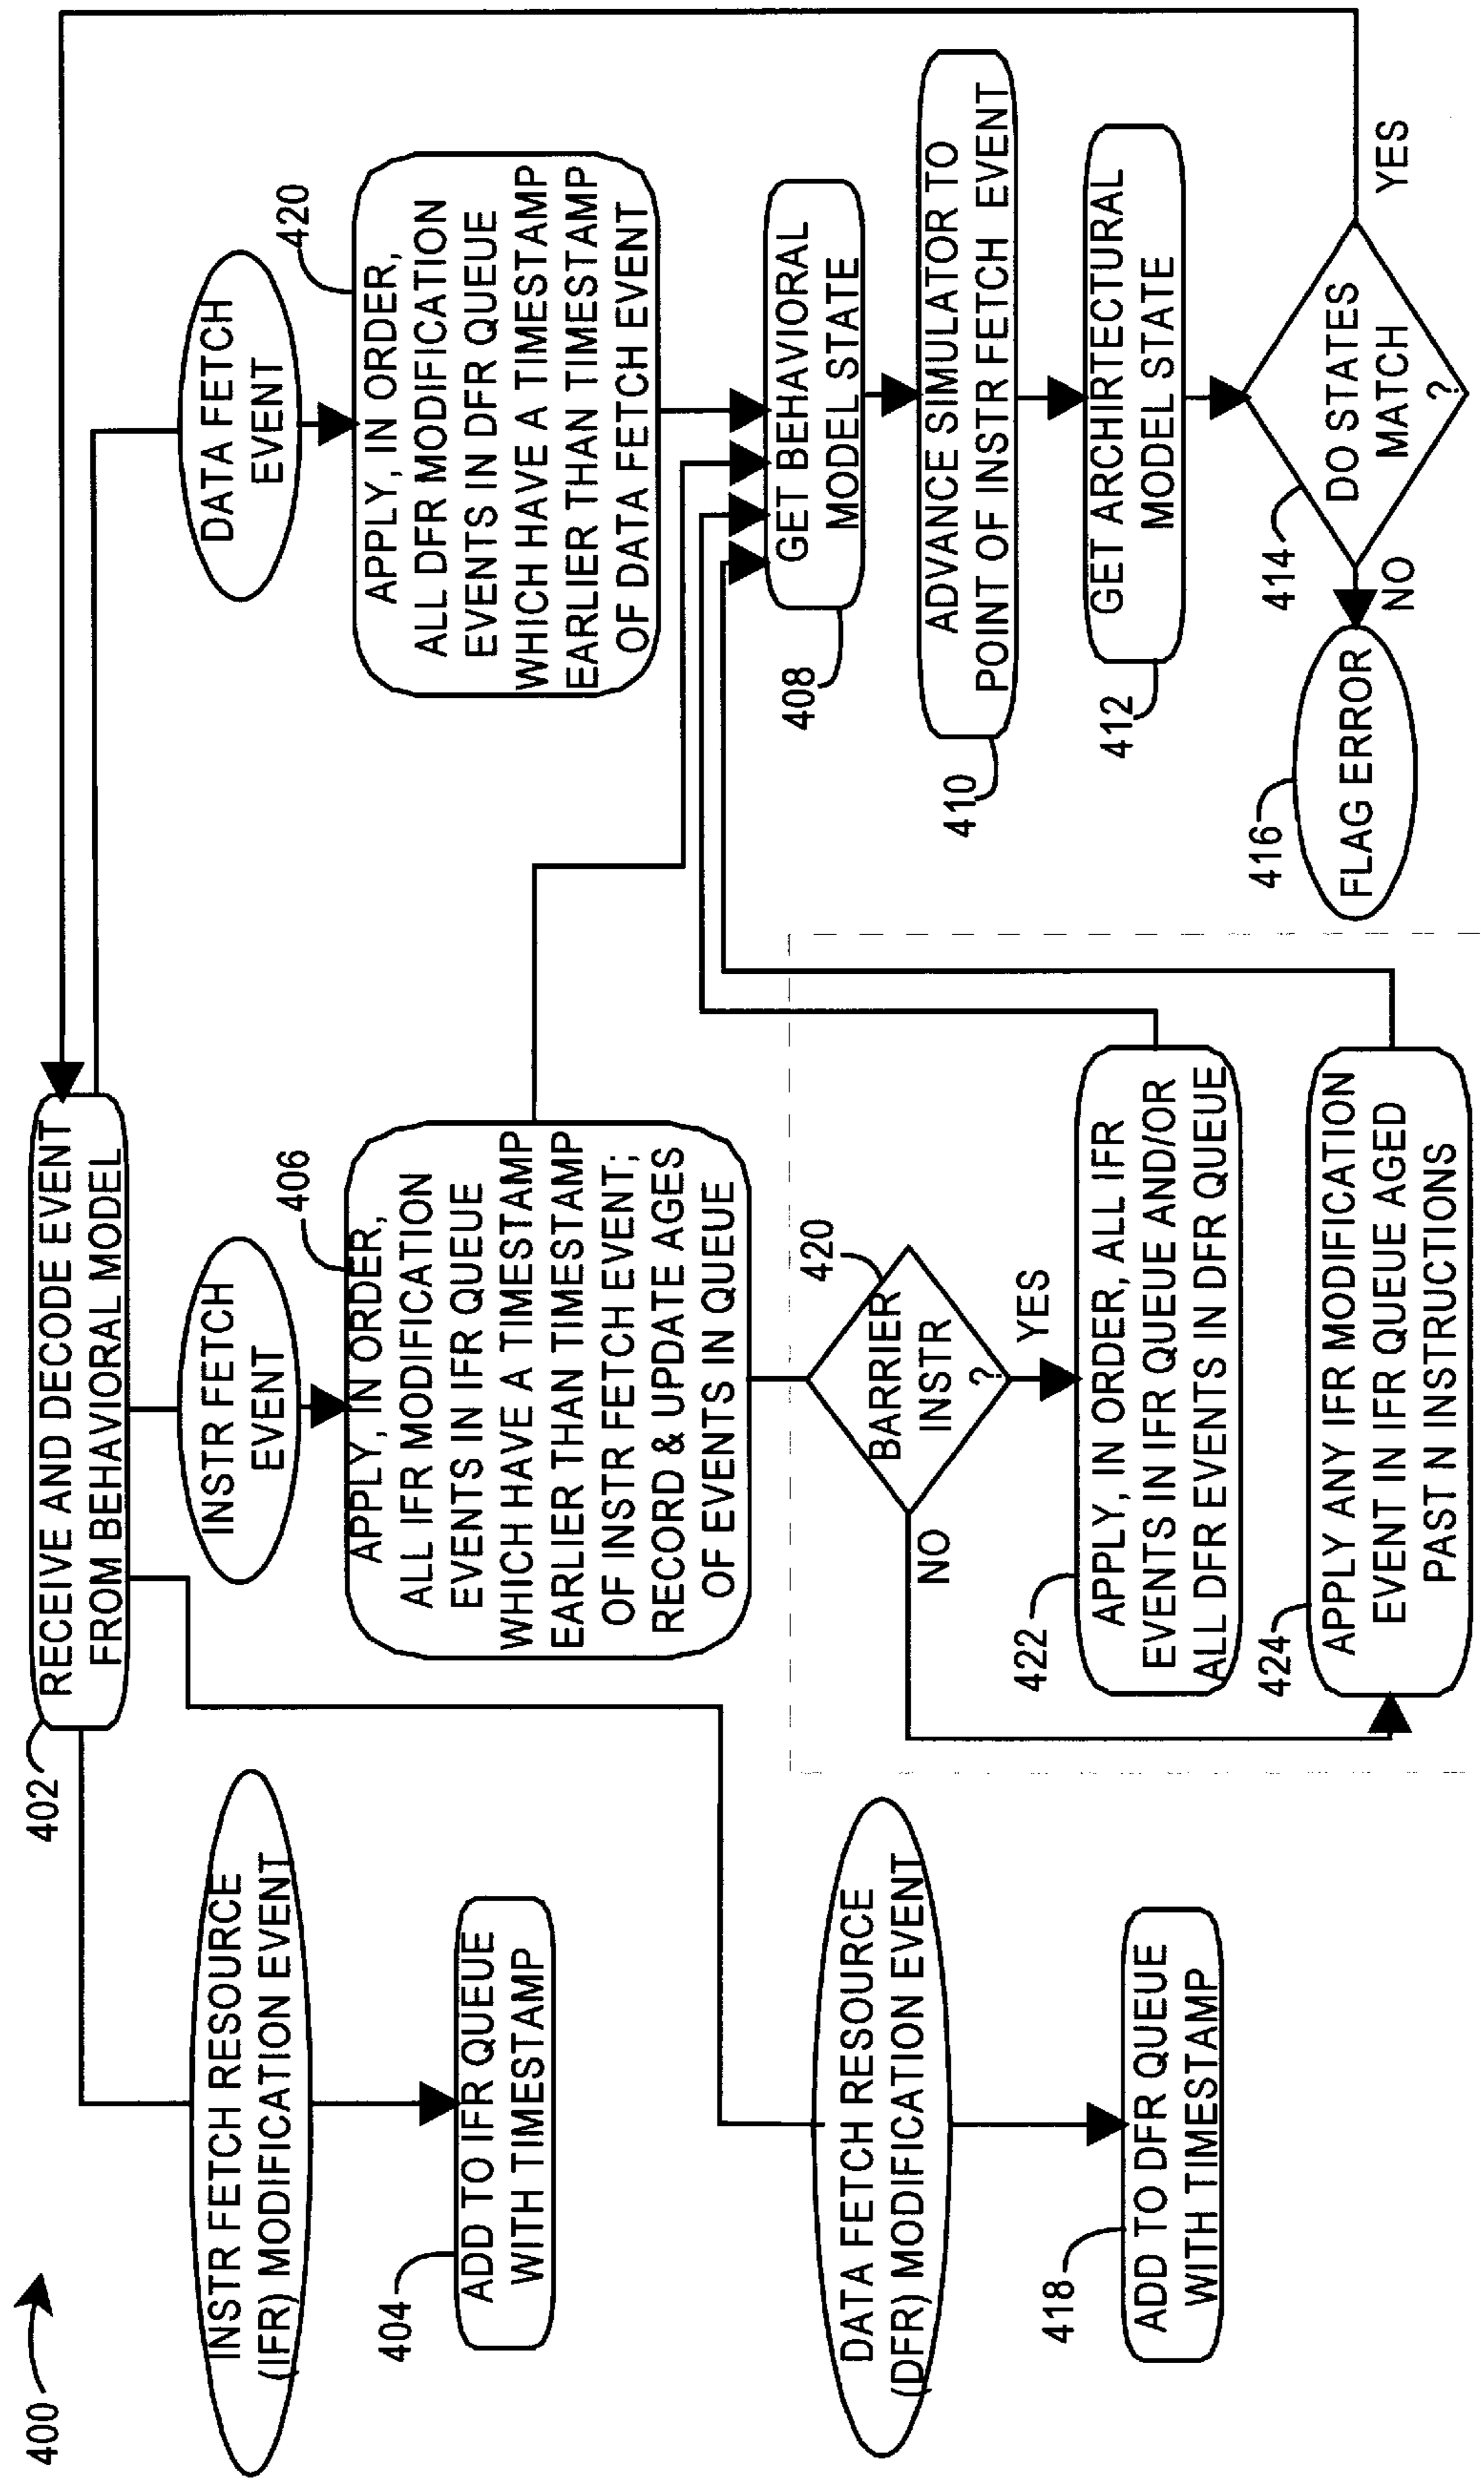 400
402
RECEIVE AND DECODE EVENT
FROM BEHAVIORAL MODEL
INSTR FETCH RESOURCE
(IFR) MODIFICATION EVENT
404
ADD TO IFR QUEUE
WITH TIMESTAMP
DATA FETCH RESOURCE
(DFR) MODIFICATION EVENT
418
ADD TO DFR QUEUE
WITH TIMESTAMP
INSTR FETCH
EVENT
406
APPLY, IN ORDER,
ALL IFR MODIFICATION
EVENTS IN IFR QUEUE
WHICH HAVE A TIMESTAMP
EARLIER THAN TIMESTAMP
OF INSTR FETCH EVENT;
RECORD & UPDATE AGES
OF EVENTS IN QUEUE
420
BARRIER
INSTR
?
YES
NO
422
APPLY, IN ORDER, ALL IFR
EVENTS IN IFR QUEUE AND/OR
ALL DFR EVENTS IN DFR QUEUE
424
APPLY ANY IFR MODIFICATION
EVENT IN IFR QUEUE AGED
PAST N INSTRUCTIONS
DATA FETCH
EVENT
420
APPLY, IN ORDER,
ALL DFR MODIFICATION
EVENTS IN DFR QUEUE
WHICH HAVE A TIMESTAMP
EARLIER THAN TIMESTAMP
OF DATA FETCH EVENT
408
GET BEHAVIORAL
MODEL STATE
410
ADVANCE SIMULATOR TO
POINT OF INSTR FETCH EVENT
412
GET ARCHIRTECTURAL
MODEL STATE
414
DO STATES
MATCH
?
YES
NO
416
FLAG ERROR